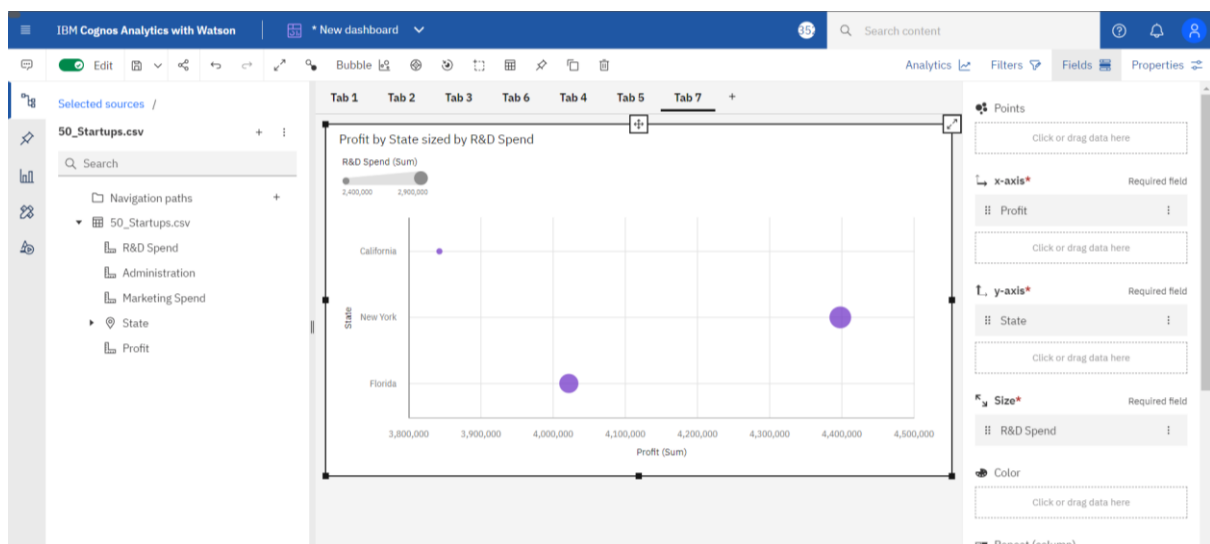 IBM Cognos Analytics with Watson
* New dashboard
35
Search content
Edit
Bubble
Analytics
Filters
Fields
Properties
Selected sources /
50_Startups.csv
Search
Navigation paths
50_Startups.csv
R&D Spend
Administration
Marketing Spend
State
Profit
Tab 1 Tab 2 Tab 3 Tab 6 Tab 4 Tab 5 Tab 7 +
Profit by State sized by R&D Spend
R&D Spend (Sum)
2,400,000 2,900,000
California
New York
Florida
State
3,800,000 3,900,000 4,000,000 4,100,000 4,200,000 4,300,000 4,400,000 4,500,000
Profit (Sum)
Points
Click or drag data here
x-axis* Required field
Profit
Click or drag data here
y-axis* Required field
State
Click or drag data here
Size* Required field
R&D Spend
Color
Click or drag data here